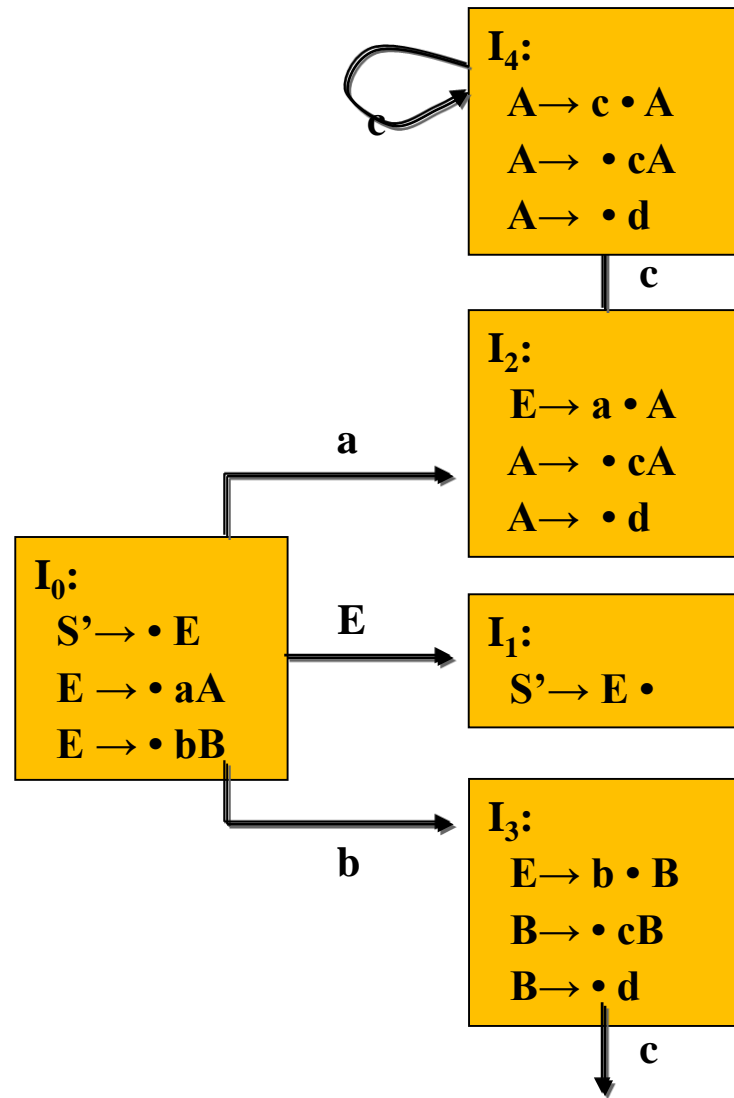 I₄:
A→ c • A
A→ • cA
A→ • d
c
c
I₂:
E→ a • A
A→ • cA
A→ • d
a
I₀:
S’→ • E
E → • aA
E → • bB
E
I₁:
S’→ E •
b
I₃:
E→ b • B
B→ • cB
B→ • d
c